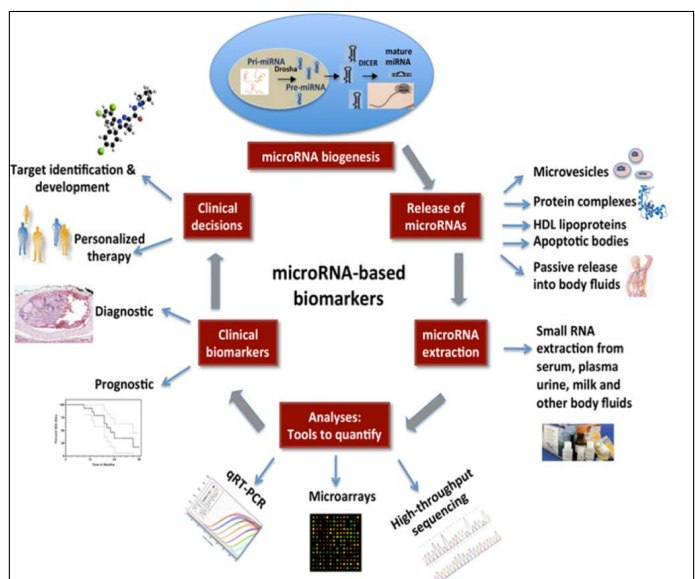 Pri-miRNA
Drosha
Pre-miRNA
DICER
mature
miRNA
microRNA biogenesis
Release of
microRNAs
Microvesicles
Protein complexes
HDL lipoproteins
Apoptotic bodies
Passive release
into body fluids
microRNA
extraction
Small RNA
extraction from
serum, plasma
urine, milk and
other body fluids
Analyses:
Tools to quantify
qRT-PCR
Microarrays
High-throughput
sequencing
Clinical
biomarkers
Diagnostic
Prognostic
Clinical
decisions
Target identification &
development
Personalized
therapy
microRNA-based
biomarkers